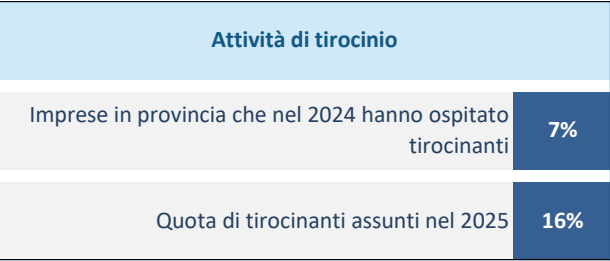 Attività di tirocinio
Imprese in provincia che nel 2024 hanno ospitato
tirocinanti
7%
Quota di tirocinanti assunti nel 2025
16%